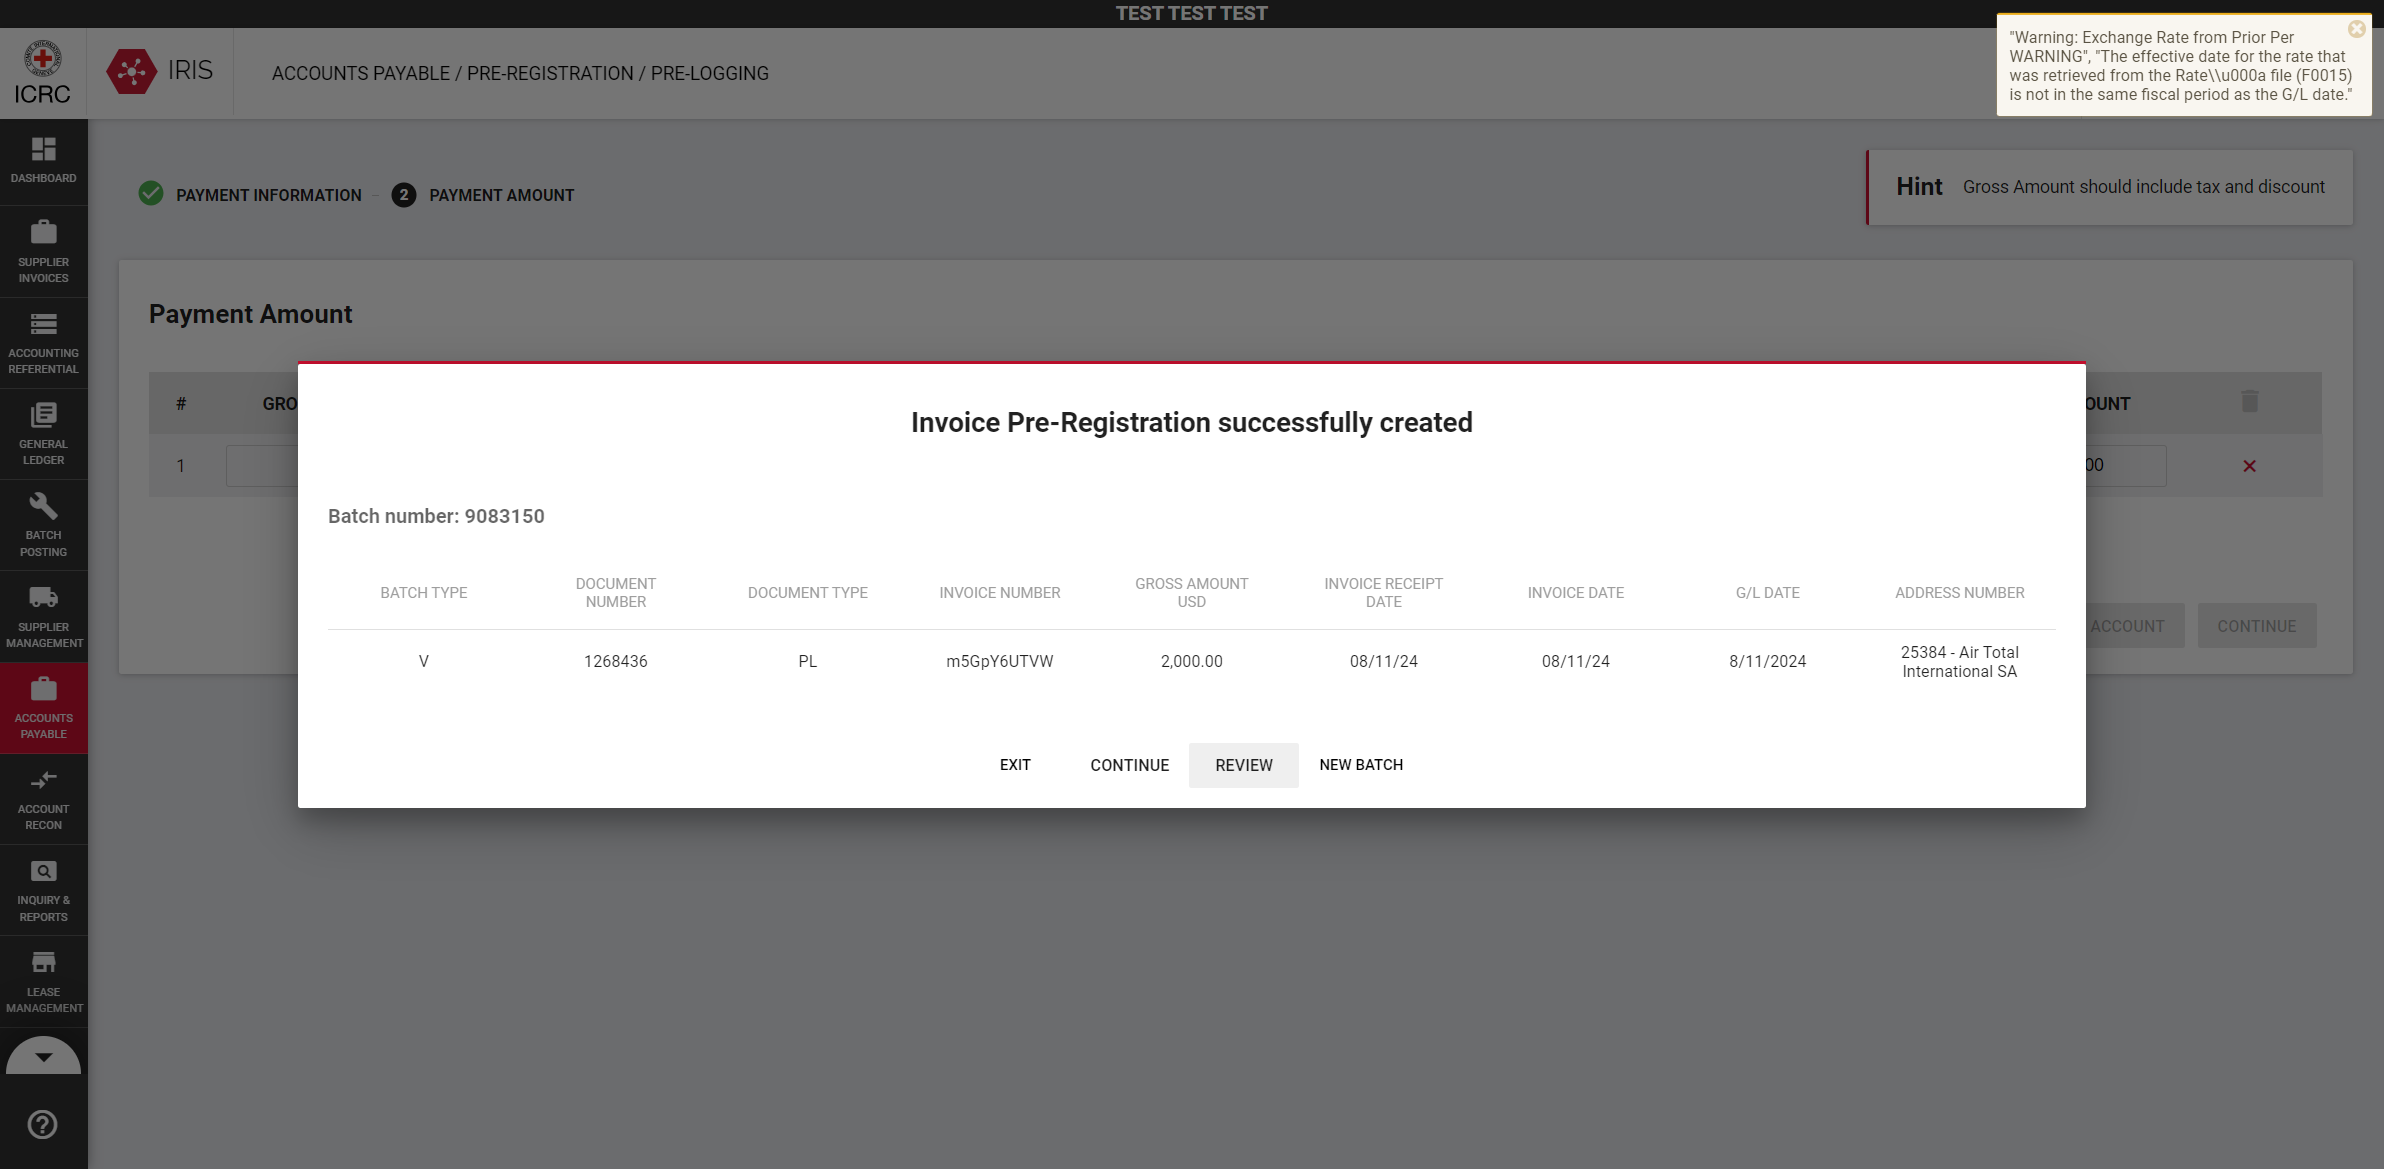 TEST TEST TEST
ICRC
IRIS
ACCOUNTS PAYABLE / PRE-REGISTRATION / PRE-LOGGING
"Warning: Exchange Rate from Prior Per
WARNING", "The effective date for the rate that
was retrieved from the Rate\\u000a file (F0015)
is not in the same fiscal period as the G/L date."
DASHBOARD
SUPPLIER
INVOICES
ACCOUNTING
REFERENTIAL
GENERAL
LEDGER
BATCH
POSTING
SUPPLIER
MANAGEMENT
ACCOUNTS
PAYABLE
ACCOUNT
RECON
INQUIRY &
REPORTS
LEASE
MANAGEMENT
PAYMENT INFORMATION
2 PAYMENT AMOUNT
Hint Gross Amount should include tax and discount
Payment Amount
# GRO OUNT
1 00
ACCOUNT CONTINUE
Invoice Pre-Registration successfully created
Batch number: 9083150
BATCH TYPE
DOCUMENT
NUMBER
DOCUMENT TYPE
INVOICE NUMBER
GROSS AMOUNT
USD
INVOICE RECEIPT
DATE
INVOICE DATE
G/L DATE
ADDRESS NUMBER
V
1268436
PL
m5GpY6UTVW
2,000.00
08/11/24
08/11/24
8/11/2024
25384 - Air Total
International SA
EXIT CONTINUE REVIEW NEW BATCH